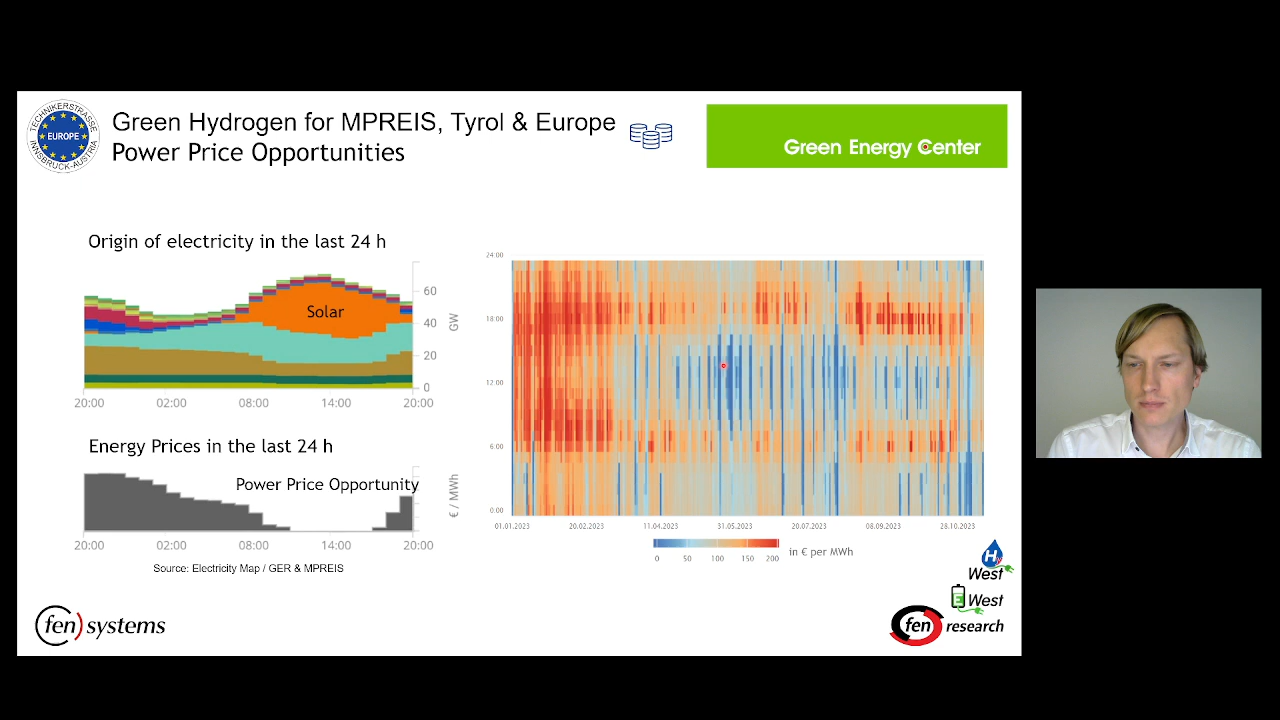 TECHNIKERSTRASSE
EUROPE
INNSBRUCK-AUSTRIA
Green Hydrogen for MPREIS, Tyrol & Europe
Power Price Opportunities
Green Energy Center
Origin of electricity in the last 24 h
Solar
60
40
20
0
GW
20:00 02:00 08:00 14:00 20:00
Energy Prices in the last 24 h
Power Price Opportunity
€ / MWh
20:00 02:00 08:00 14:00 20:00
Source: Electricity Map / GER & MPREIS
24:00
18:00
12:00
6:00
0:00
01.01.2023 20.02.2023 11.04.2023 31.05.2023 20.07.2023 08.09.2023 28.10.2023
0 50 100 150 200
in € per MWh
H
West
E West
fen systems
fen research